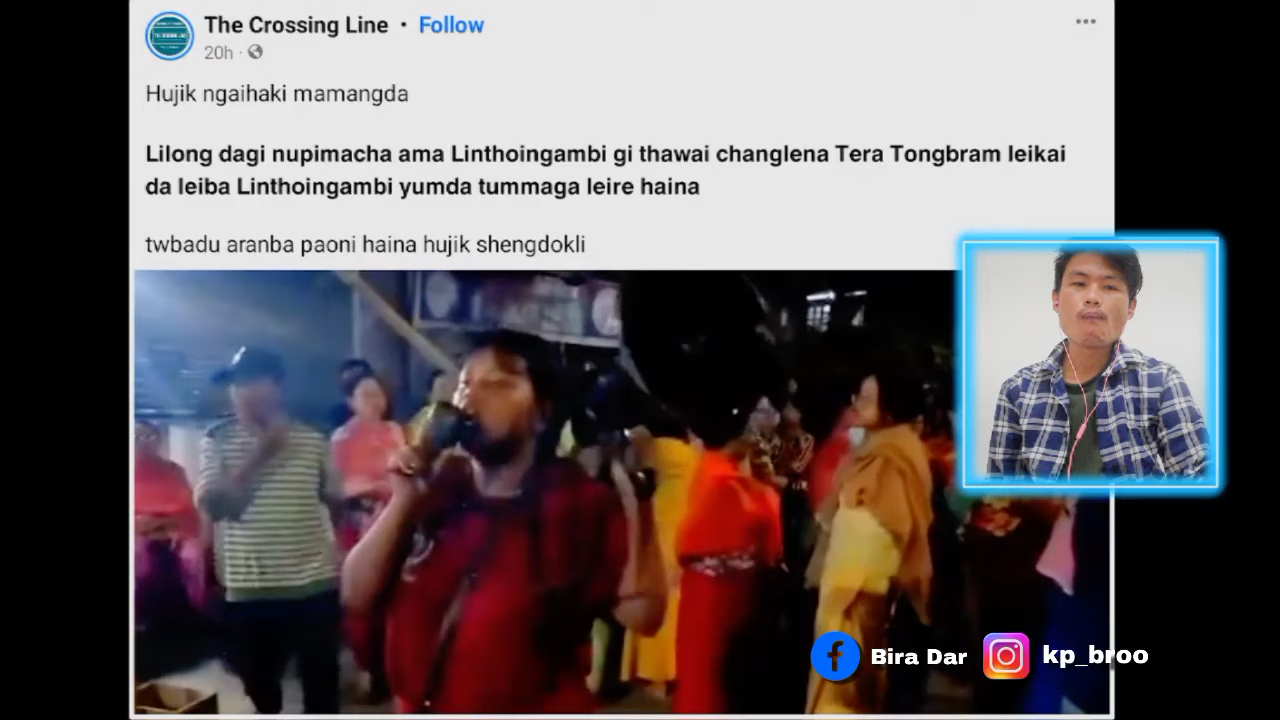 The Crossing Line • Follow
20h
Hujik ngaihaki mamangda
Lilong dagi nupimacha ama Linthoingambi gi thawai changlena Tera Tongbram leikai
da leiba Linthoingambi yumda tummaga leire haina
twbadu aranba paoni haina hujik shengdokli
Bira Dar
kp_broo